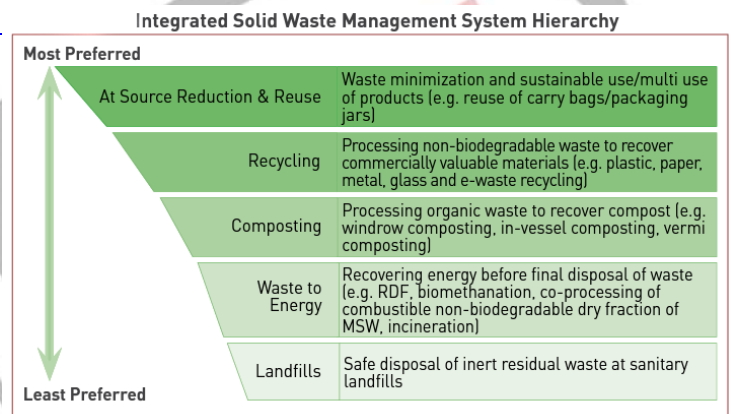 Integrated Solid Waste Management System Hierarchy
Most Preferred
At Source Reduction & Reuse
Waste minimization and sustainable use/multi use
of products (e.g. reuse of carry bags/packaging
jars)
Recycling
Processing non-biodegradable waste to recover
commercially valuable materials (e.g. plastic, paper,
metal, glass and e-waste recycling)
Composting
Processing organic waste to recover compost (e.g.
windrow composting, in-vessel composting, vermi
composting)
Waste to
Energy
Recovering energy before final disposal of waste
(e.g. RDF, biomethanation, co-processing of
combustible non-biodegradable dry fraction of
MSW, incineration)
Landfills
Safe disposal of inert residual waste at sanitary
landfills
Least Preferred